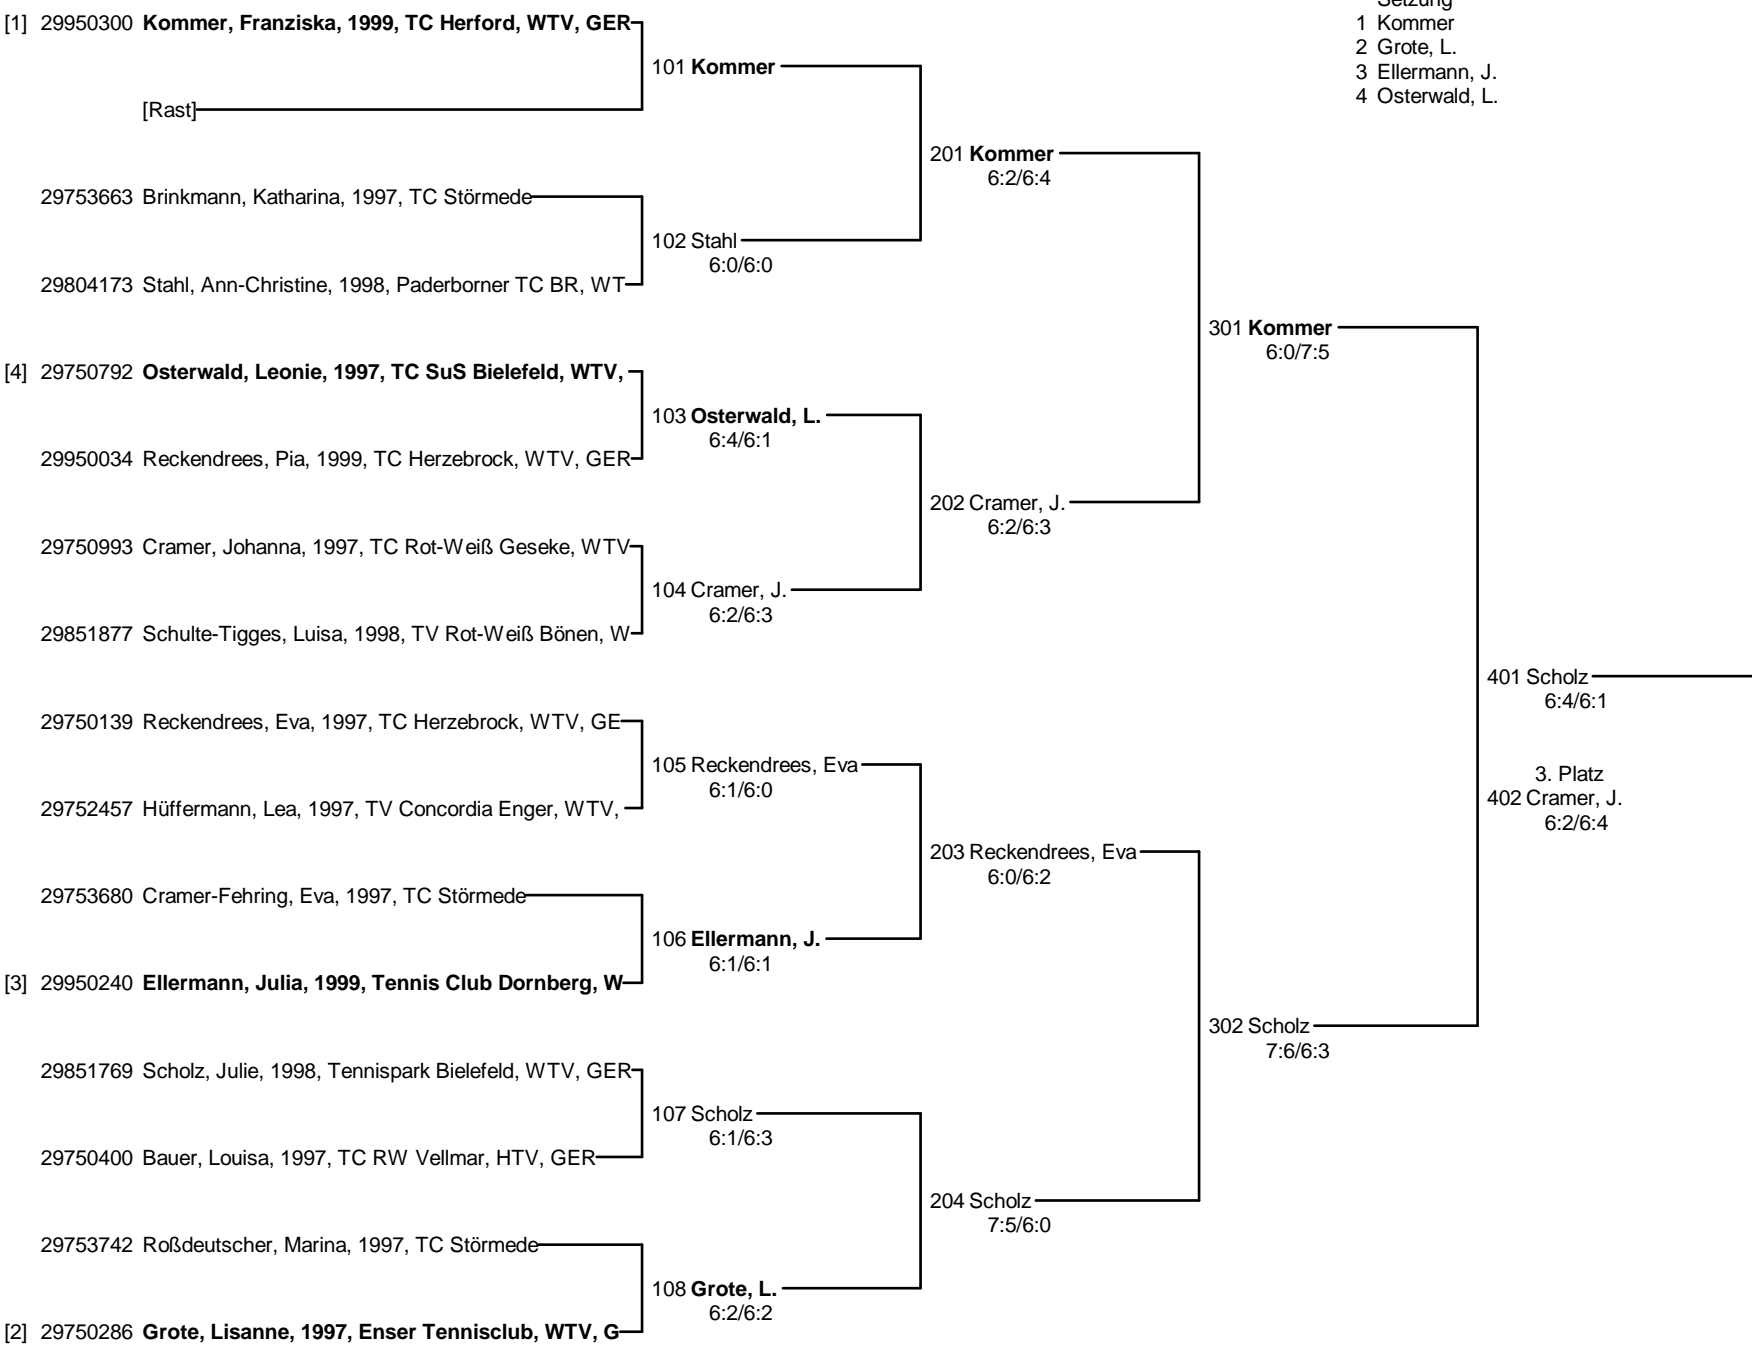 Setzung
1 Kommer
2 Grote, L.
3 Ellermann, J.
4 Osterwald, L.
[1] 29950300 Kommer, Franziska, 1999, TC Herford, WTV, GER
[Rast]
29753663 Brinkmann, Katharina, 1997, TC Störmede
29804173 Stahl, Ann-Christine, 1998, Paderborner TC BR, WT
[4] 29750792 Osterwald, Leonie, 1997, TC SuS Bielefeld, WTV,
29950034 Reckendrees, Pia, 1999, TC Herzebrock, WTV, GER
29750993 Cramer, Johanna, 1997, TC Rot-Weiß Geseke, WTV
29851877 Schulte-Tigges, Luisa, 1998, TV Rot-Weiß Bönen, W
29750139 Reckendrees, Eva, 1997, TC Herzebrock, WTV, GE
29752457 Hüffermann, Lea, 1997, TV Concordia Enger, WTV,
29753680 Cramer-Fehring, Eva, 1997, TC Störmede
[3] 29950240 Ellermann, Julia, 1999, Tennis Club Dornberg, W
29851769 Scholz, Julie, 1998, Tennispark Bielefeld, WTV, GER
29750400 Bauer, Louisa, 1997, TC RW Vellmar, HTV, GER
29753742 Roßdeutscher, Marina, 1997, TC Störmede
[2] 29750286 Grote, Lisanne, 1997, Enser Tennisclub, WTV, G
101 Kommer
102 Stahl
6:0/6:0
103 Osterwald, L.
6:4/6:1
104 Cramer, J.
6:2/6:3
105 Reckendrees, Eva
6:1/6:0
106 Ellermann, J.
6:1/6:1
107 Scholz
6:1/6:3
108 Grote, L.
6:2/6:2
201 Kommer
6:2/6:4
202 Cramer, J.
6:2/6:3
203 Reckendrees, Eva
6:0/6:2
204 Scholz
7:5/6:0
301 Kommer
6:0/7:5
302 Scholz
7:6/6:3
401 Scholz
6:4/6:1
3. Platz
402 Cramer, J.
6:2/6:4